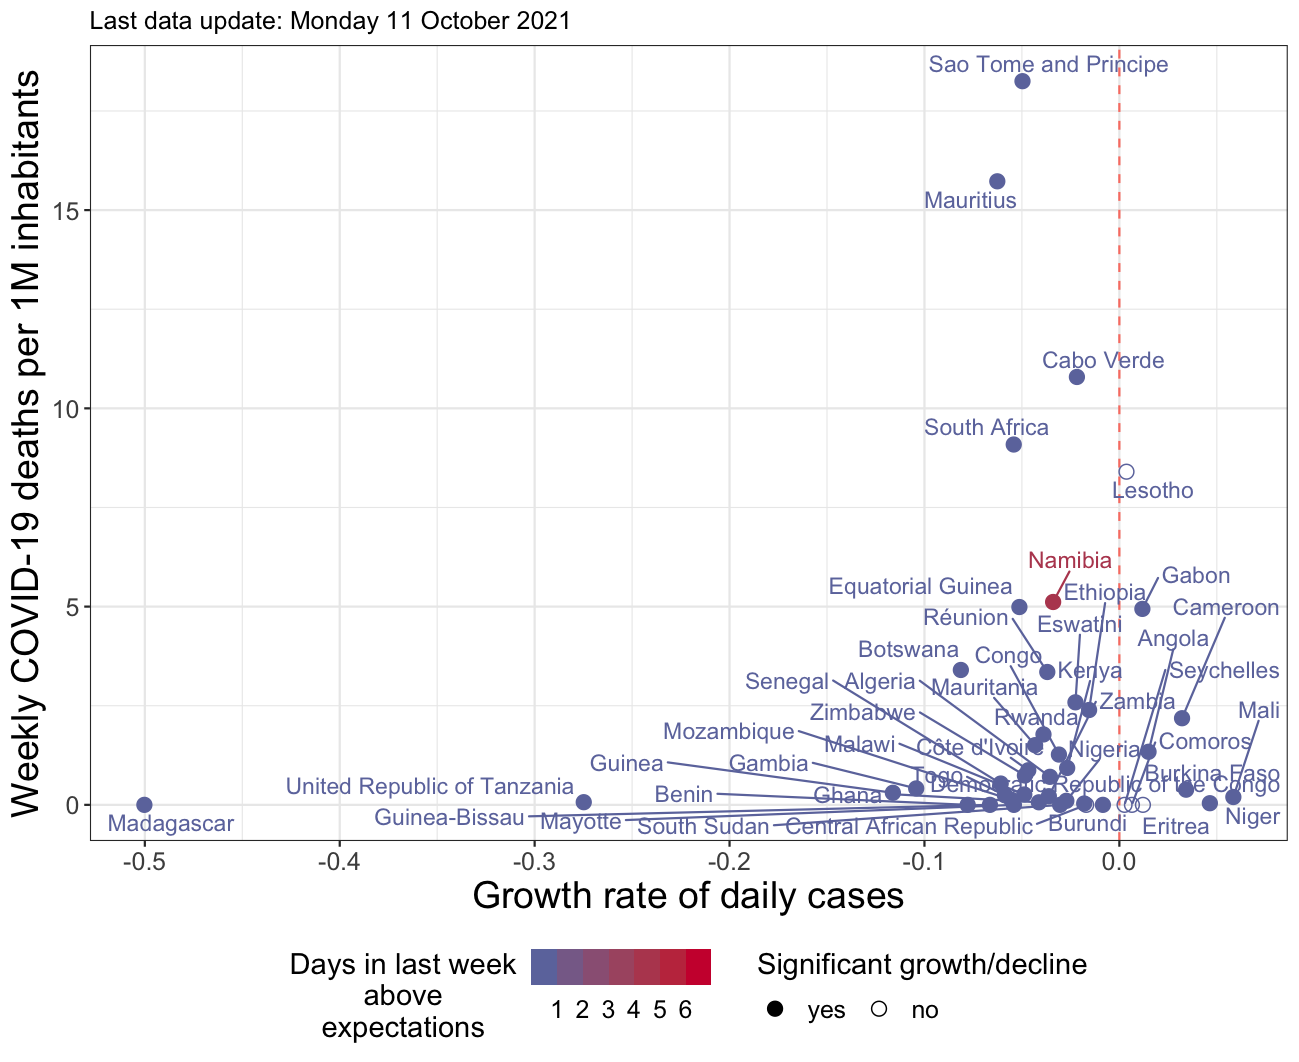 Last data update: Monday 11 October 2021
Weekly COVID-19 deaths per 1M inhabitants
15
10
5
0
Sao Tome and Principe
Mauritius
Cabo Verde
South Africa
Lesotho
Namibia
Gabon
Equatorial Guinea
Ethiopia
Cameroon
Réunion
Eswatini
Angola
Botswana
Congo
Kenya
Seychelles
Senegal
Algeria
Mauritania
Zambia
Mali
Zimbabwe
Rwanda
Mozambique
Malawi
Côte d'Ivoire
Nigeria
Comoros
Guinea
Gambia
Togo
Burkina Faso
United Republic of Tanzania
Democratic Republic of the Congo
Benin
Ghana
Guinea-Bissau
Niger
Madagascar
Mayotte
South Sudan
Central African Republic
Burundi
Eritrea
-0.5
-0.4
-0.3
-0.2
-0.1
0.0
Growth rate of daily cases
Days in last week
above
expectations
1 2 3 4 5 6
Significant growth/decline
yes
no